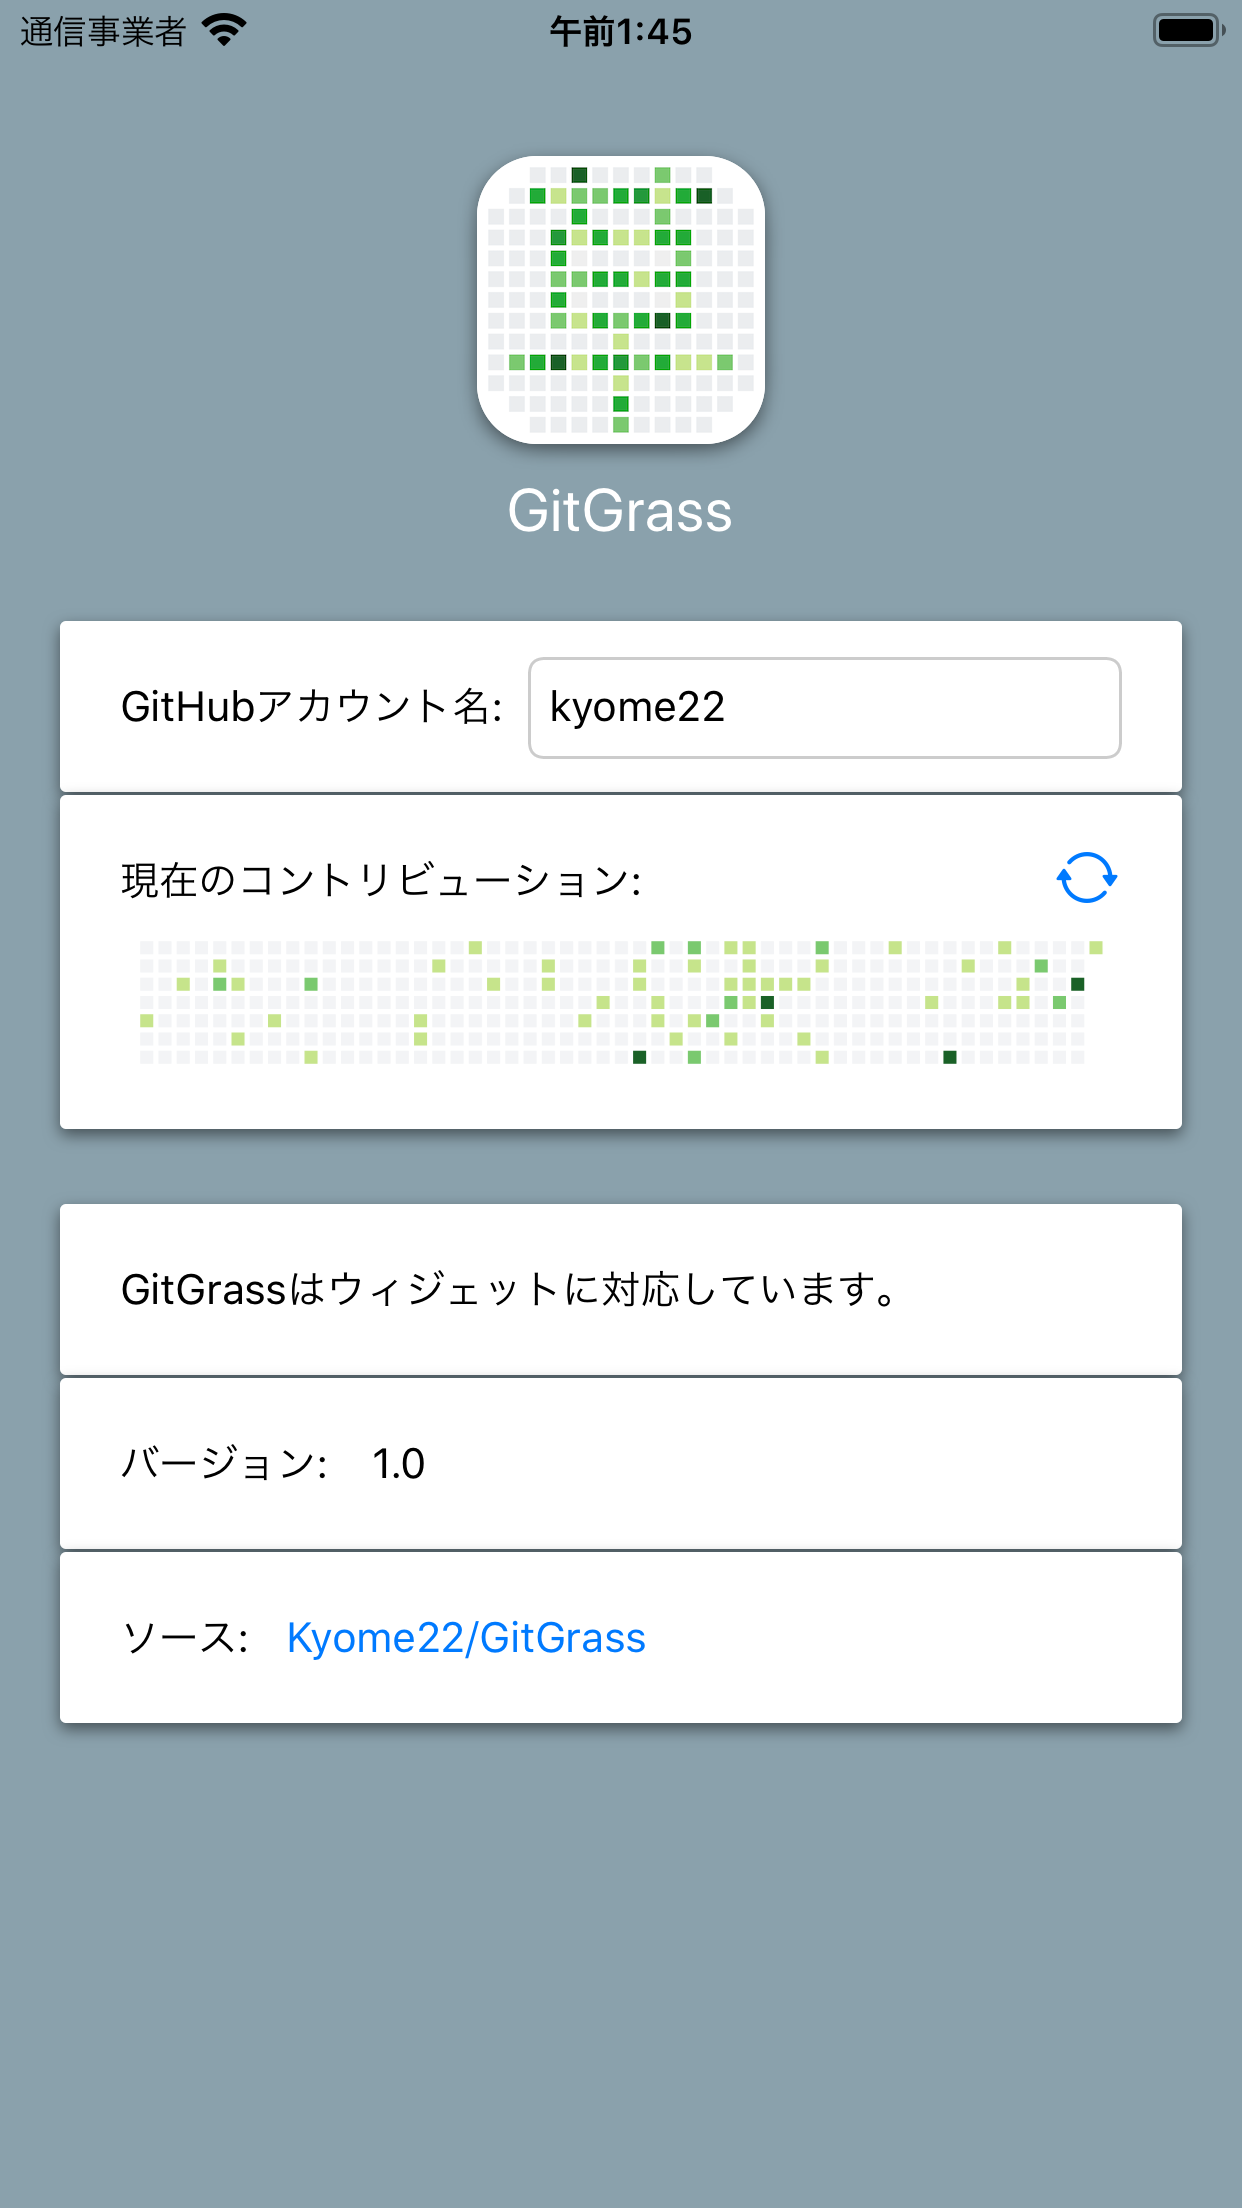 通信事業者 午前1:45
GitGrass
GitHubアカウント名: kyome22
現在のコントリビューション:
GitGrassはウィジェットに対応しています。
バージョン: 1.0
ソース: Kyome22/GitGrass